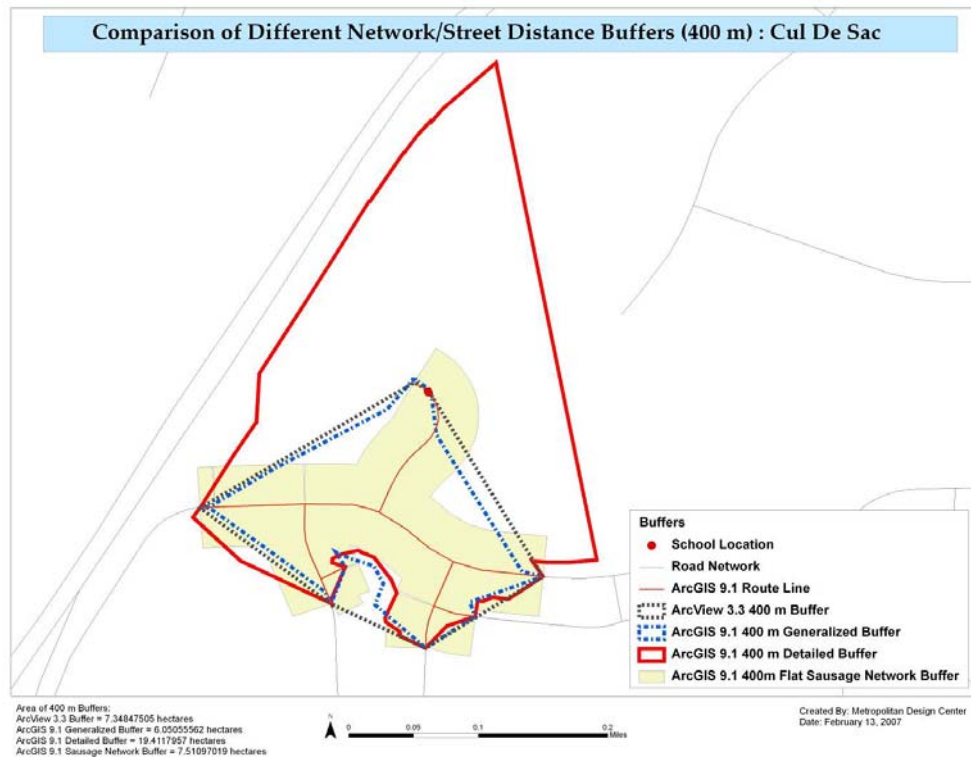 Comparison of Different Network/Street Distance Buffers (400 m) : Cul De Sac
Buffers
School Location
Road Network
ArcGIS 9.1 Route Line
ArcView 3.3 400 m Buffer
ArcGIS 9.1 400 m Generalized Buffer
ArcGIS 9.1 400 m Detailed Buffer
ArcGIS 9.1 400m Flat Sausage Network Buffer
Area of 400 m Buffers:
ArcView 3.3 Buffer = 7.34847505 hectares
ArcGIS 9.1 Generalized Buffer = 6.05055562 hectares
ArcGIS 9.1 Detailed Buffer = 19.4117957 hectares
ArcGIS 9.1 Sausage Network Buffer = 7.51097019 hectares
N
0 0.05 0.1 0.2
Miles
Created By: Metropolitan Design Center
Date: February 13, 2007